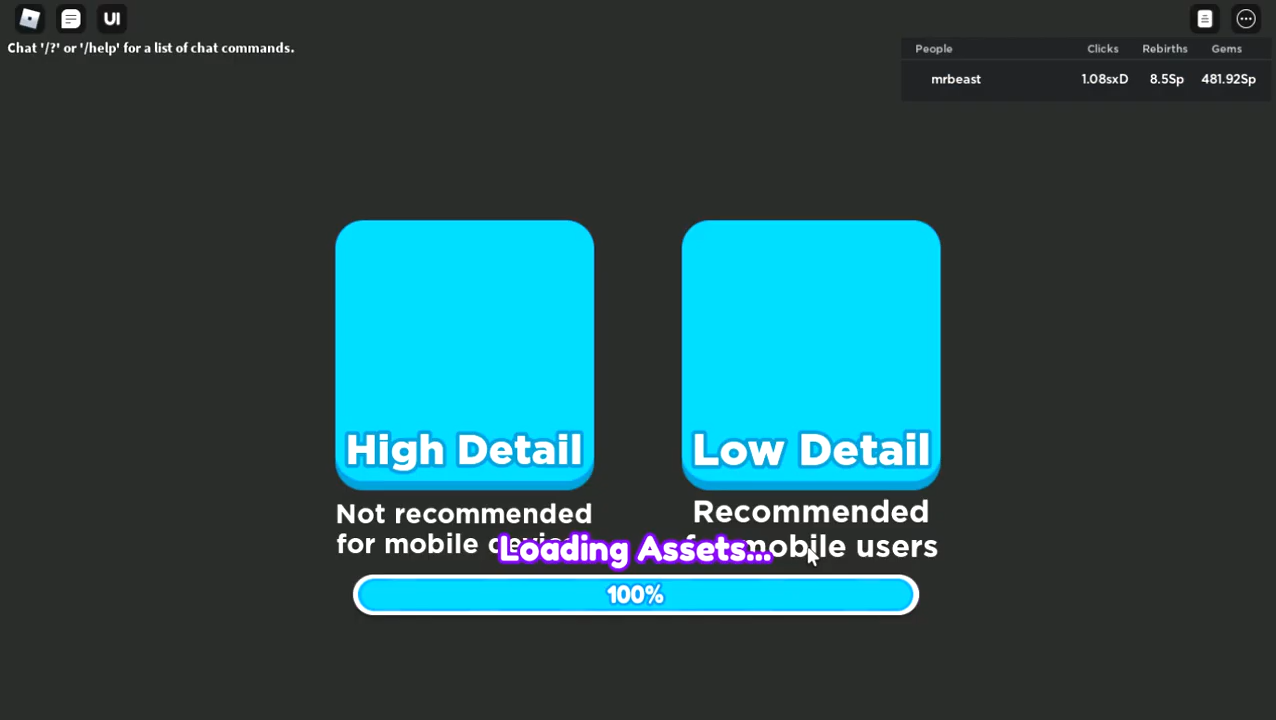 UI
Chat '/?' or '/help' for a list of chat commands.
People Clicks Rebirths Gems
mrbeast 1.08sxD 8.5Sp 481.92Sp
High Detail
Low Detail
Not recommended
for mobile
Recommended
mobile users
Loading Assets...
100%